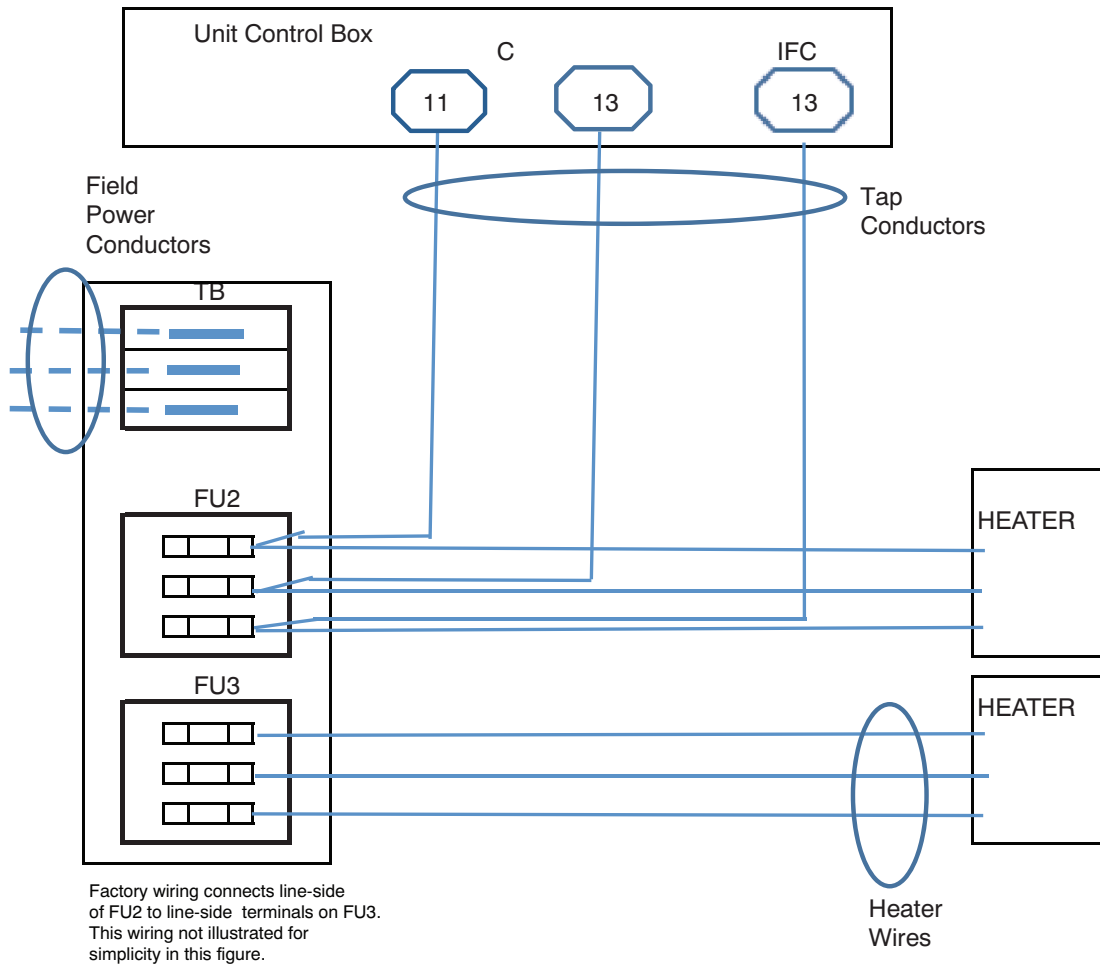 Unit Control Box
C
IFC
11
13
13
Field
Power
Conductors
Tap
Conductors
TB
FU2
HEATER
FU3
HEATER
Factory wiring connects line-side
of FU2 to line-side terminals on FU3.
This wiring not illustrated for
simplicity in this figure.
Heater
Wires